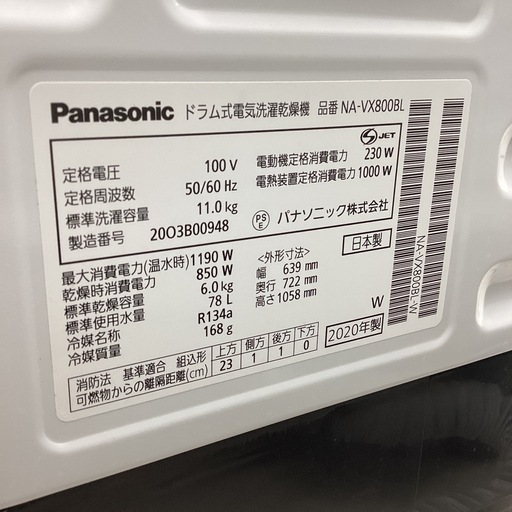 Panasonic ドラム式電気洗濯乾燥機 品番 NA-VX800BL
S JET
定格電圧 100 V 電動機定格消費電力 230 W
定格周波数 50/60 Hz 電熱装置定格消費電力 1000 W
標準洗濯容量 11.0 kg
製造番号 20O3B00948 PSE パナソニック株式会社
日本製
最大消費電力(温水時) 1190 W <外形寸法>
乾燥時消費電力 850 W 幅 639 mm
標準乾燥容量 6.0 kg 奥行 722 mm
標準使用水量 78 L 高さ 1058 mm
冷媒名称 R134a W
冷媒質量 168 g 2020年製
消防法 基準適合 組込形 上方 側方 後方 下方
可燃物からの離隔距離(cm) 23 1 1 0
NA-VX800BL-W